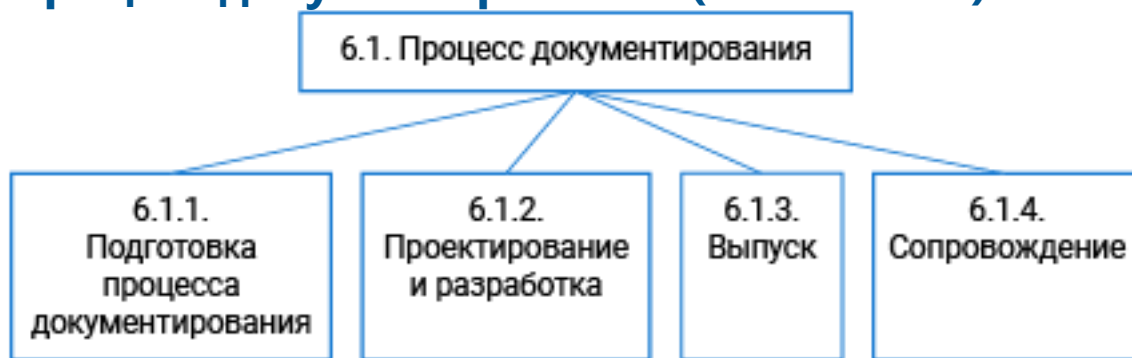 6.1. Процесс документирования
6.1.1.
Подготовка
процесса
документирования
6.1.2.
Проектирование
и разработка
6.1.3.
Выпуск
6.1.4.
Сопровождение